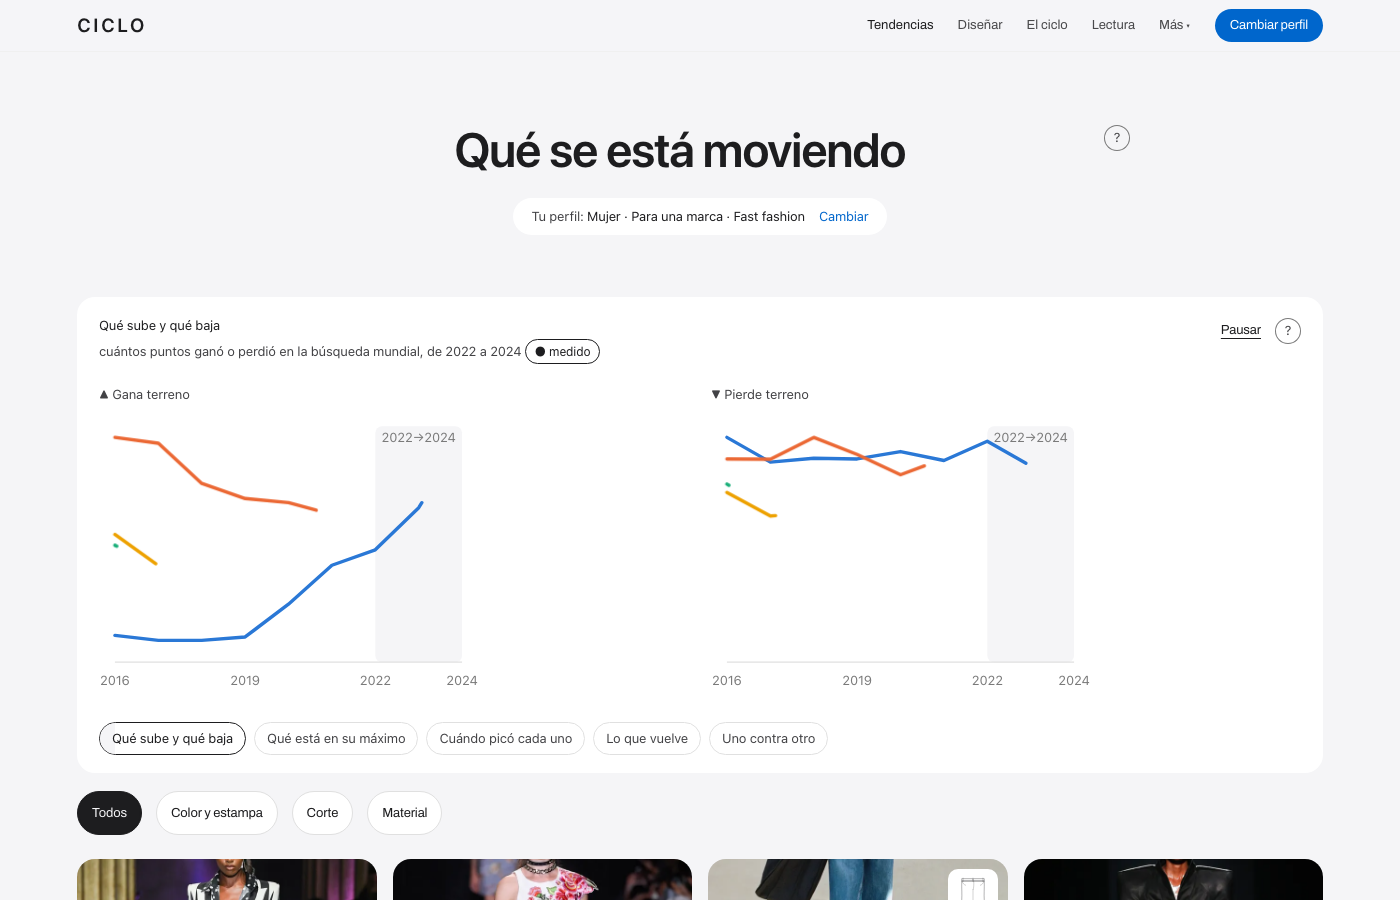 CICLO
Tendencias
Diseñar
El ciclo
Lectura
Más
Cambiar perfil
Qué se está moviendo
?
Tu perfil: Mujer · Para una marca · Fast fashion Cambiar
Qué sube y qué baja
Pausar
?
cuántos puntos ganó o perdió en la búsqueda mundial, de 2022 a 2024 ● medido
▲ Gana terreno
▼ Pierde terreno
2022→2024
2022→2024
2016 2019 2022 2024
2016 2019 2022 2024
Qué sube y qué baja
Qué está en su máximo
Cuándo picó cada uno
Lo que vuelve
Uno contra otro
Todos
Color y estampa
Corte
Material